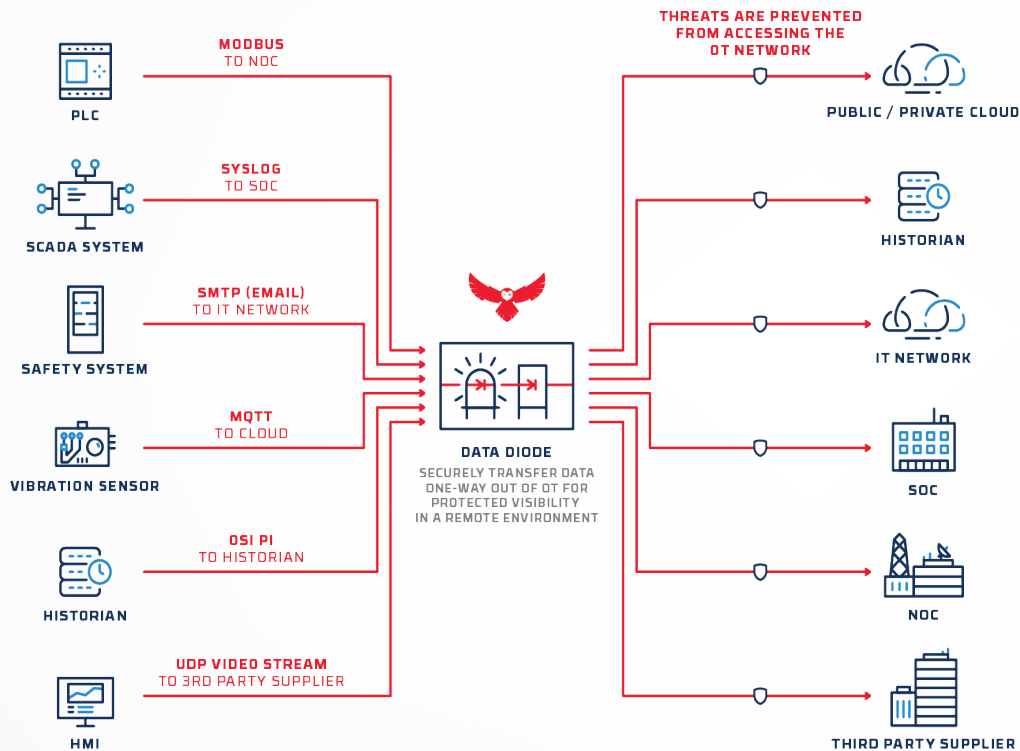 MODBUS
TO NOC
PLC
SYSLOG
TO SOC
SCADA SYSTEM
SMTP (EMAIL)
TO IT NETWORK
SAFETY SYSTEM
MQTT
TO CLOUD
VIBRATION SENSOR
OSI PI
TO HISTORIAN
HISTORIAN
UDP VIDEO STREAM
TO 3RD PARTY SUPPLIER
HMI
DATA DIODE
SECURELY TRANSFER DATA
ONE-WAY OUT OF OT FOR
PROTECTED VISIBILITY
IN A REMOTE ENVIRONMENT
THREATS ARE PREVENTED
FROM ACCESSING THE
OT NETWORK
PUBLIC / PRIVATE CLOUD
HISTORIAN
IT NETWORK
SOC
NOC
THIRD PARTY SUPPLIER